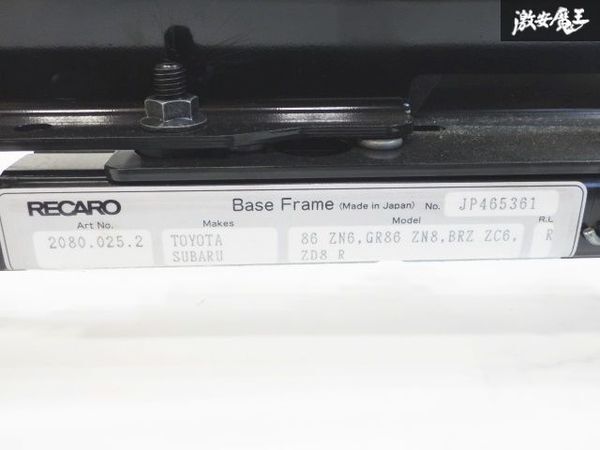 激安魔王
RECARO Base Frame (Made in Japan) No. JP465361
Art No. Makes Model R.L
2080.025.2 TOYOTA 86 ZN6,GR86 ZN8,BRZ ZC6, R
SUBARU ZD8 R